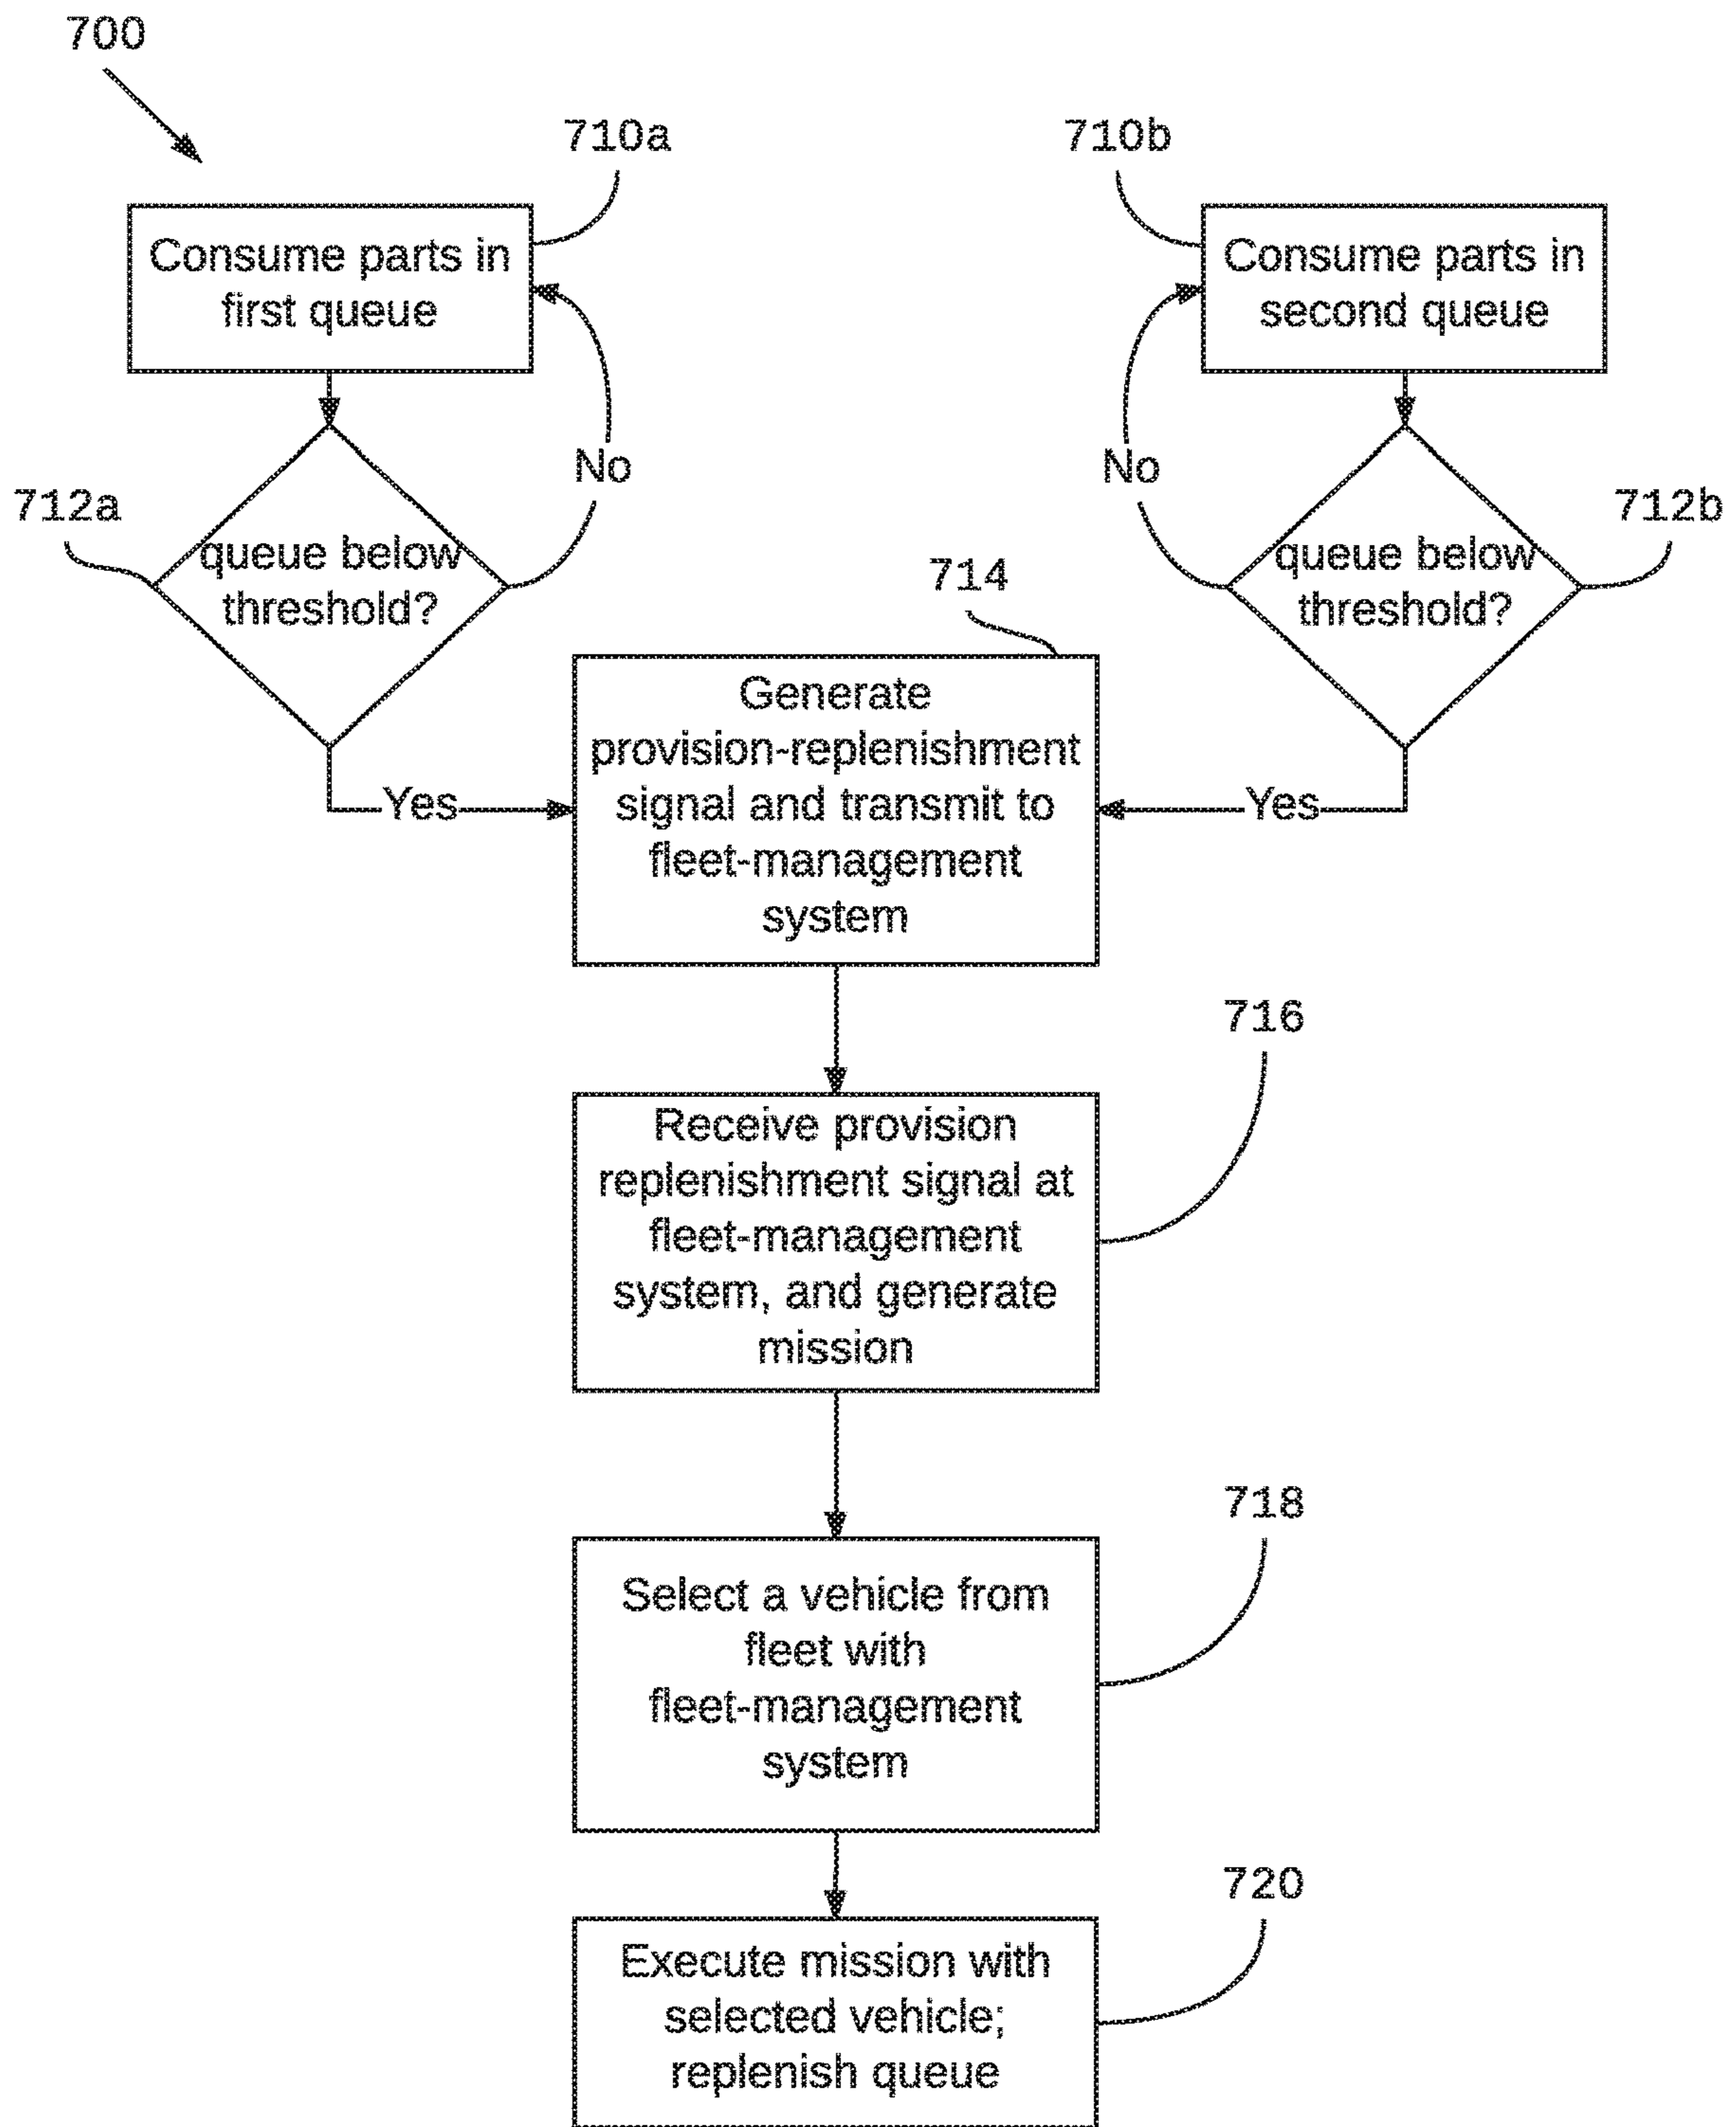 700
710a
710b
Consume parts in
first queue
Consume parts in
second queue
No
No
712a
712b
queue below
threshold?
queue below
threshold?
714
Generate
provision-replenishment
signal and transmit to
fleet-management
system
Yes
Yes
716
Receive provision
replenishment signal at
fleet-management
system, and generate
mission
718
Select a vehicle from
fleet with
fleet-management
system
720
Execute mission with
selected vehicle;
replenish queue